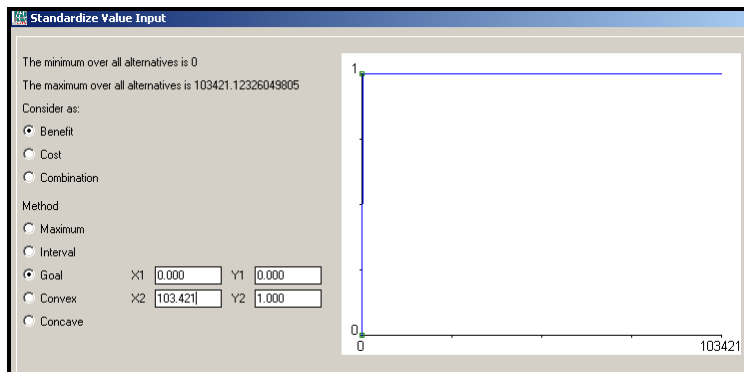 Standardize Value Input
The minimum over all alternatives is 0
The maximum over all alternatives is 103421.12326049805
Consider as:
Benefit
Cost
Combination
Method
Maximum
Interval
Goal X1 0.000 Y1 0.000
Convex X2 103.421 Y2 1.000
Concave
1
0
0 103421